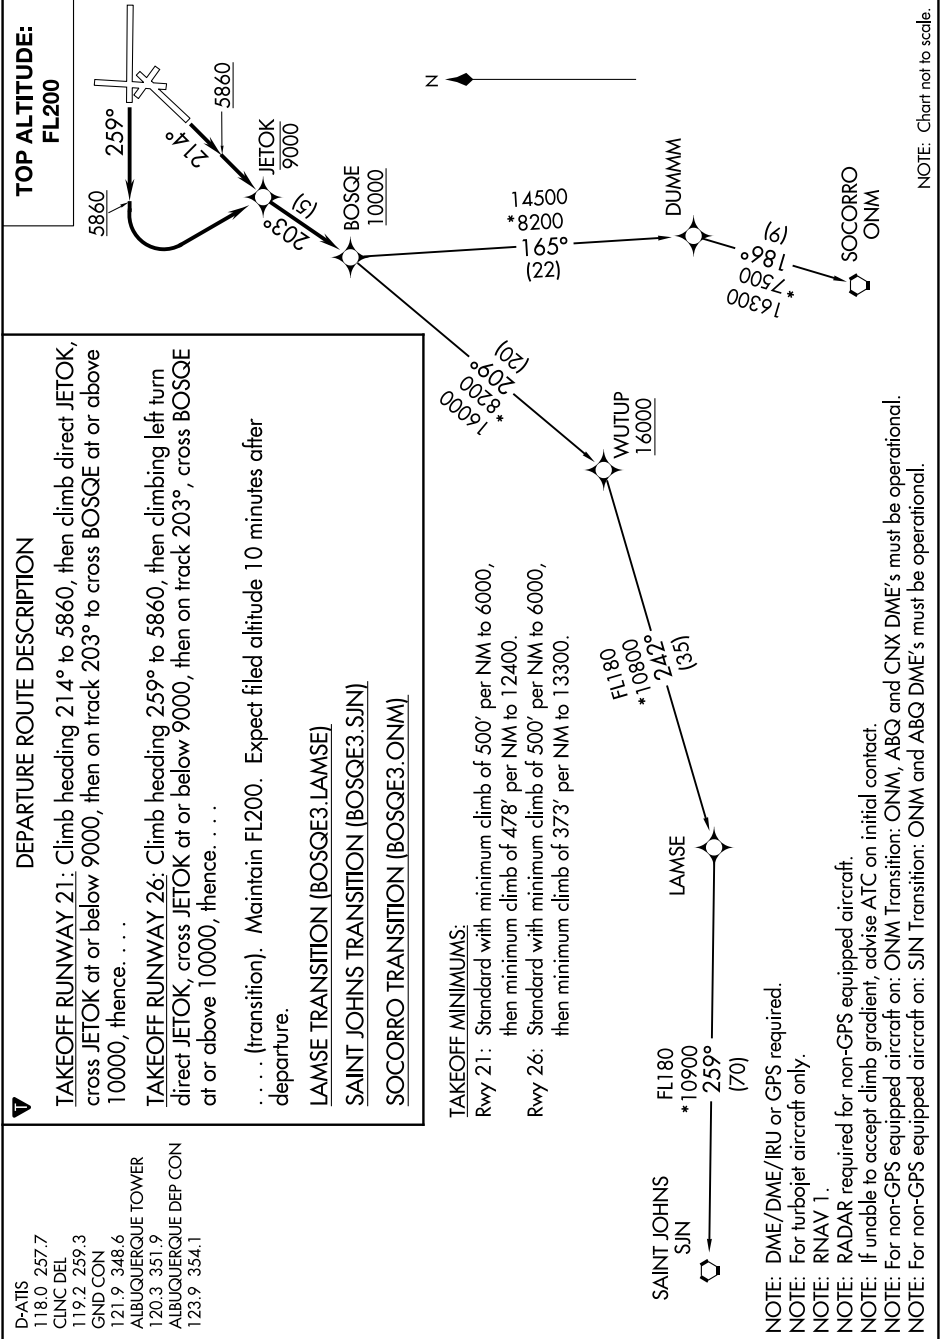 D-ATIS
118.0 257.7
CLNC DEL
119.2 259.3
GND CON
121.9 348.6
ALBUQUERQUE TOWER
120.3 351.9
ALBUQUERQUE DEP CON
123.9 354.1
T
DEPARTURE ROUTE DESCRIPTION
TAKEOFF RUNWAY 21: Climb heading 214° to 5860, then climb direct JETOK,
cross JETOK at or below 9000, then on track 203° to cross BOSQE at or above
10000, thence. . . .
TAKEOFF RUNWAY 26: Climb heading 259° to 5860, then climbing left turn
direct JETOK, cross JETOK at or below 9000, then on track 203°, cross BOSQE
at or above 10000, thence. . . .
. . . . (transition). Maintain FL200. Expect filed altitude 10 minutes after
departure.
LAMSE TRANSITION (BOSQE3.LAMSE)
SAINT JOHNS TRANSITION (BOSQE3.SJN)
SOCORRO TRANSITION (BOSQE3.ONM)
TOP ALTITUDE:
FL200
5860
259°
214°
5860
JETOK
9000
203°
(5)
BOSQE
10000
N
14500
*8200
165°
(22)
DUMMM
16300
*7500
186°
(9)
SOCORRO
ONM
16000
*8200
209°
(20)
WUTUP
16000
FL180
*10800
242°
(35)
LAMSE
FL180
*10900
259°
(70)
SAINT JOHNS
SJN
TAKEOFF MINIMUMS:
Rwy 21: Standard with minimum climb of 500' per NM to 6000,
then minimum climb of 478' per NM to 12400.
Rwy 26: Standard with minimum climb of 500' per NM to 6000,
then minimum climb of 373' per NM to 13300.
NOTE: DME/DME/IRU or GPS required.
NOTE: For turbojet aircraft only.
NOTE: RNAV 1.
NOTE: RADAR required for non-GPS equipped aircraft.
NOTE: If unable to accept climb gradient, advise ATC on initial contact.
NOTE: For non-GPS equipped aircraft on: ONM Transition: ONM, ABQ and CNX DME's must be operational.
NOTE: For non-GPS equipped aircraft on: SJN Transition: ONM and ABQ DME's must be operational.
NOTE: Chart not to scale.